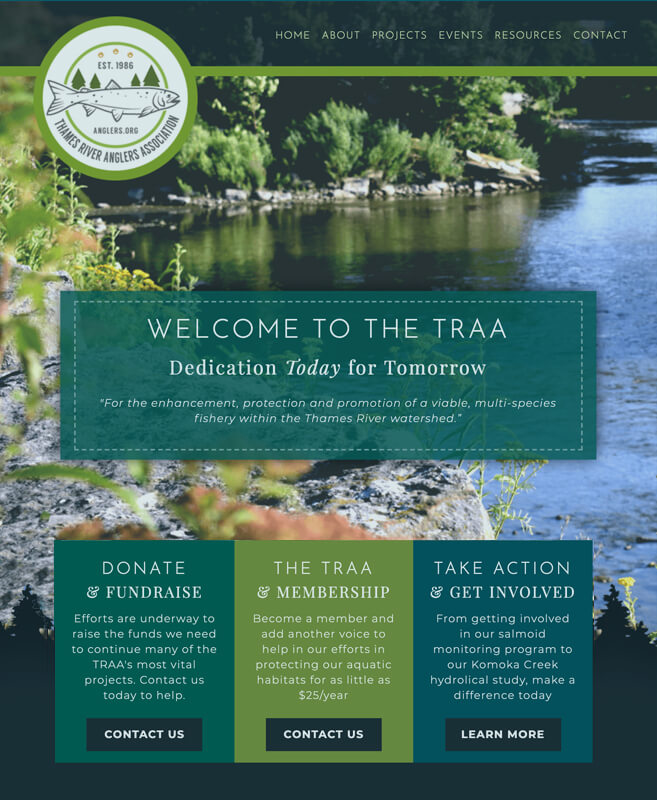 HOME ABOUT PROJECTS EVENTS RESOURCES CONTACT
EST. 1986
ANGLERS.ORG
THAMES RIVER ANGLERS ASSOCIATION
WELCOME TO THE TRAA
Dedication Today for Tomorrow
"For the enhancement, protection and promotion of a viable, multi-species
fishery within the Thames River watershed."
DONATE
& FUNDRAISE
Efforts are underway to
raise the funds we need
to continue many of the
TRAA's most vital
projects. Contact us
today to help.
CONTACT US
THE TRAA
& MEMBERSHIP
Become a member and
add another voice to
help in our efforts in
protecting our aquatic
habitats for as little as
$25/year
CONTACT US
TAKE ACTION
& GET INVOLVED
From getting involved
in our salmoid
monitoring program to
our Komoka Creek
hydrolical study, make a
difference today
LEARN MORE